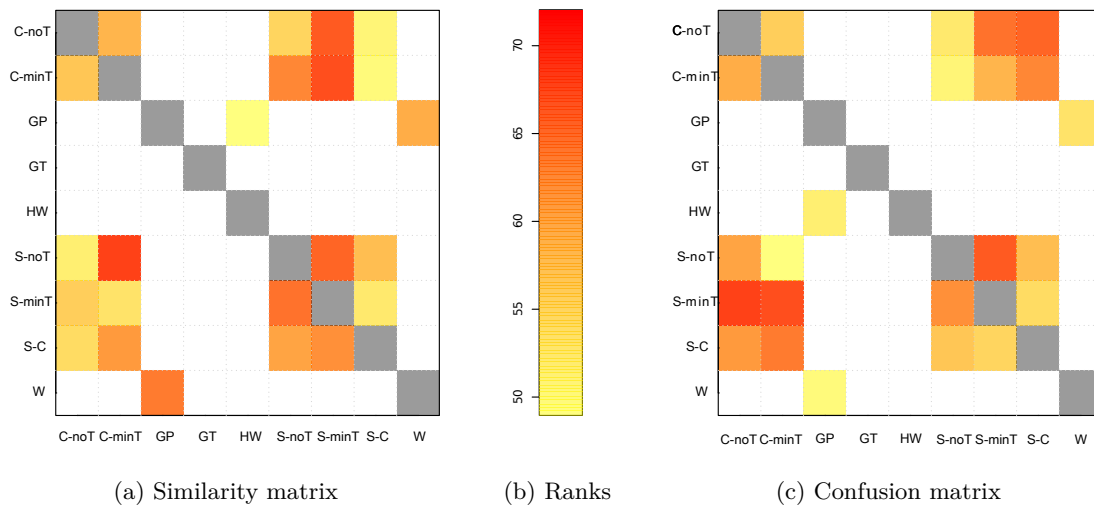 C-noT
C-minT
GP
GT
HW
S-noT
S-minT
S-C
W
C-noT C-minT GP GT HW S-noT S-minT S-C W
(a) Similarity matrix
70
65
60
55
50
(b) Ranks
C-noT
C-minT
GP
GT
HW
S-noT
S-minT
S-C
W
C-noT C-minT GP GT HW S-noT S-minT S-C W
(c) Confusion matrix